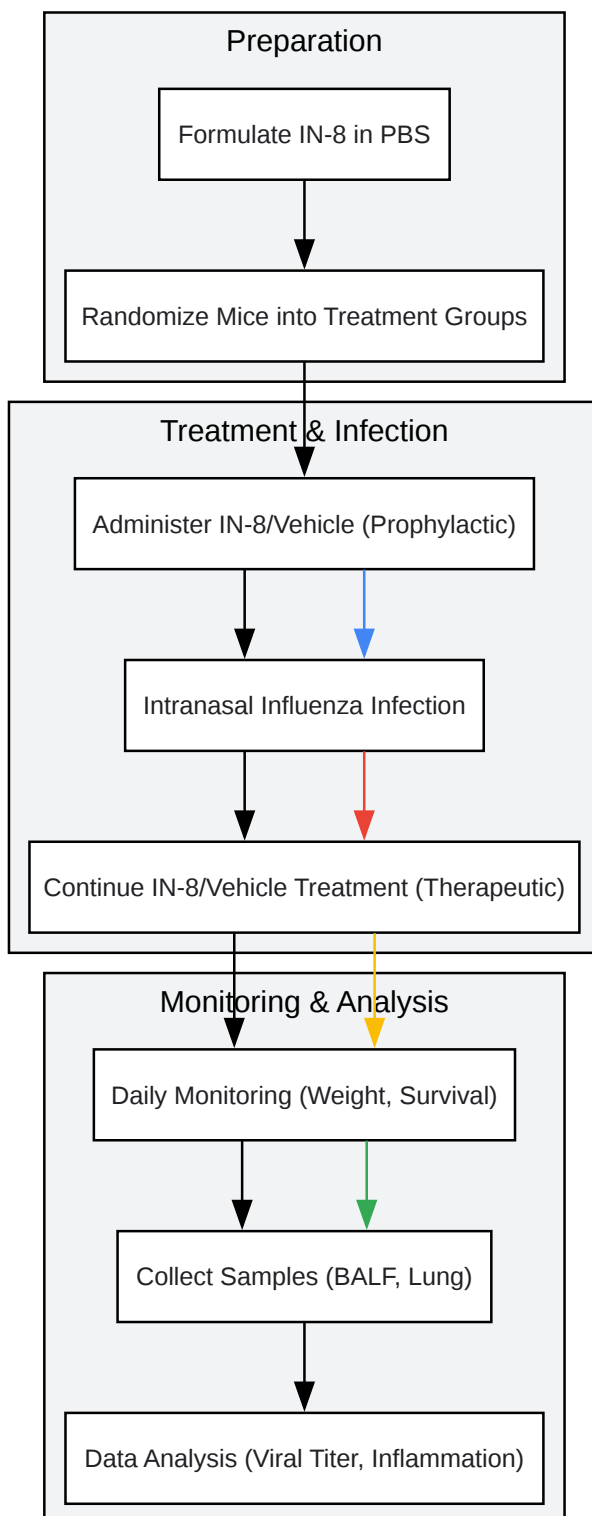 Preparation
Formulate IN-8 in PBS
Randomize Mice into Treatment Groups
Treatment & Infection
Administer IN-8/Vehicle (Prophylactic)
Intranasal Influenza Infection
Continue IN-8/Vehicle Treatment (Therapeutic)
Monitoring & Analysis
Daily Monitoring (Weight, Survival)
Collect Samples (BALF, Lung)
Data Analysis (Viral Titer, Inflammation)